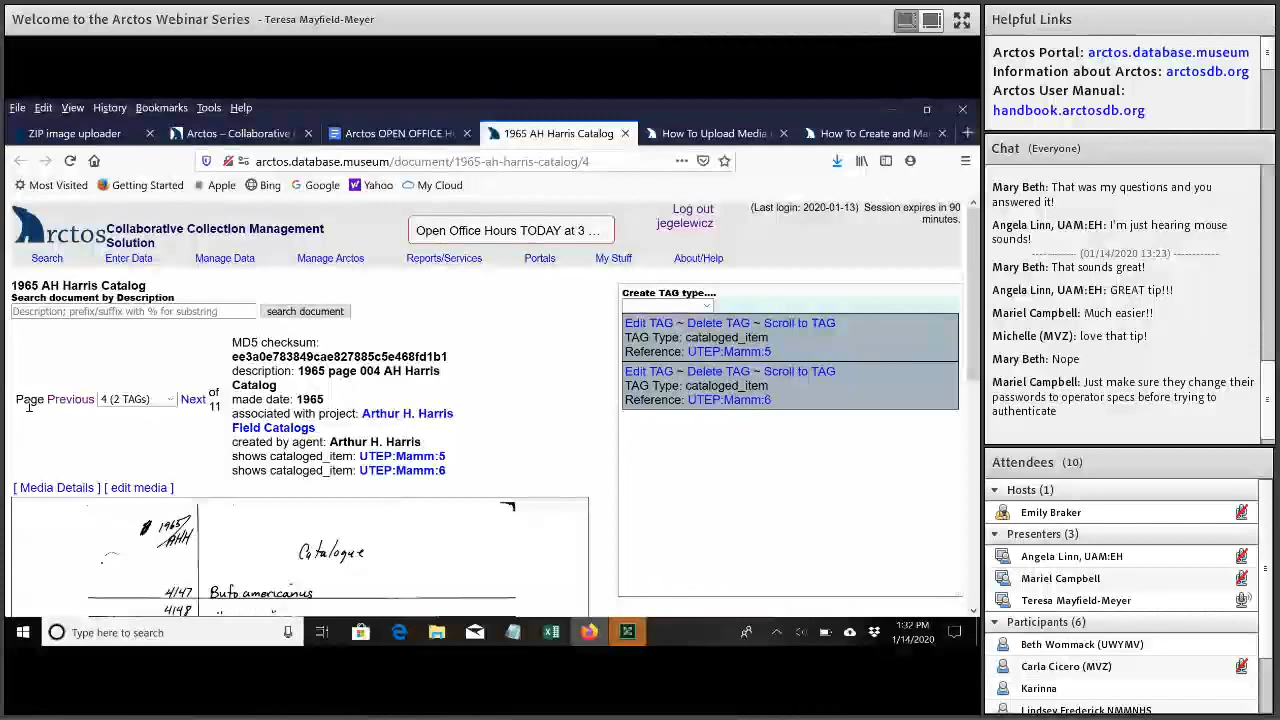 Welcome to the Arctos Webinar Series - Teresa Mayfield-Meyer
File Edit View History Bookmarks Tools Help
ZIP image uploader
Arctos – Collaborative
Arctos OPEN OFFICE H
1965 AH Harris Catalog
How To Upload Media
How To Create and Ma
arctos.database.museum/document/1965-ah-harris-catalog/4
Most Visited Getting Started Apple Bing Google Yahoo My Cloud
Arctos
Collaborative Collection Management
Solution
Open Office Hours TODAY at 3 ...
Log out
jegelewicz
(Last login: 2020-01-13) Session expires in 90
minutes.
Search Enter Data Manage Data Manage Arctos Reports/Services Portals My Stuff About/Help
1965 AH Harris Catalog
Search document by Description
Description; prefix/suffix with % for substring
search document
MD5 checksum:
ee3a0e783849cae827885c5e468fd1b1
description: 1965 page 004 AH Harris
Catalog
made date: 1965
associated with project: Arthur H. Harris
Field Catalogs
created by agent: Arthur H. Harris
shows cataloged_item: UTEP:Mamm:5
shows cataloged_item: UTEP:Mamm:6
Page Previous 4 (2 TAGs) Next of
11
[ Media Details ] [ edit media ]
1965
AHH
Catalogue
4147 Bufo americanus
4148 "
Create TAG type....
Edit TAG ~ Delete TAG ~ Scroll to TAG
TAG Type: cataloged_item
Reference: UTEP:Mamm:5
Edit TAG ~ Delete TAG ~ Scroll to TAG
TAG Type: cataloged_item
Reference: UTEP:Mamm:6
Type here to search
1:32 PM
1/14/2020
Helpful Links
Arctos Portal: arctos.database.museum
Information about Arctos: arctosdb.org
Arctos User Manual:
handbook.arctosdb.org
Chat (Everyone)
Mary Beth: That was my questions and you
answered it!
Angela Linn, UAM:EH: I'm just hearing mouse
sounds!
------------ (01/14/2020 13:23) ------------
Mary Beth: That sounds great!
Angela Linn, UAM:EH: GREAT tip!!!
Mariel Campbell: Much easier!!
Michelle (MVZ): love that tip!
Mary Beth: Nope
Mariel Campbell: Just make sure they change their
passwords to operator specs before trying to
authenticate
Attendees (10)
Hosts (1)
Emily Braker
Presenters (3)
Angela Linn, UAM:EH
Mariel Campbell
Teresa Mayfield-Meyer
Participants (6)
Beth Wommack (UWYMV)
Carla Cicero (MVZ)
Karinna
Lindsey Frederick NMMNHS